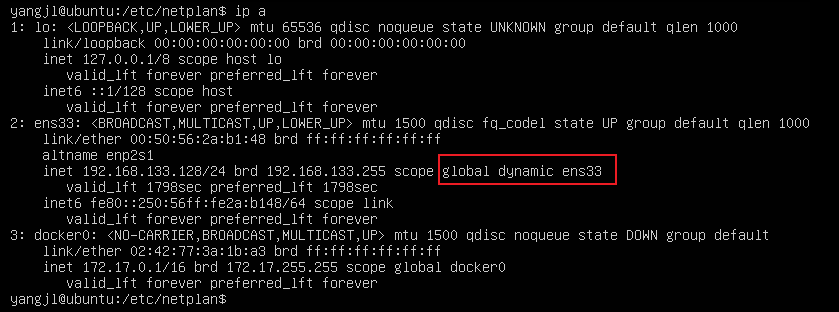 yangjl@ubuntu:/etc/netplan$ ip a
1: lo: <LOOPBACK,UP,LOWER_UP> mtu 65536 qdisc noqueue state UNKNOWN group default qlen 1000
    link/loopback 00:00:00:00:00:00 brd 00:00:00:00:00:00
    inet 127.0.0.1/8 scope host lo
       valid_lft forever preferred_lft forever
    inet6 ::1/128 scope host
       valid_lft forever preferred_lft forever
2: ens33: <BROADCAST,MULTICAST,UP,LOWER_UP> mtu 1500 qdisc fq_codel state UP group default qlen 1000
    link/ether 00:50:56:2a:b1:48 brd ff:ff:ff:ff:ff:ff
    altname enp2s1
    inet 192.168.133.128/24 brd 192.168.133.255 scope global dynamic ens33
       valid_lft 1798sec preferred_lft 1798sec
    inet6 fe80::250:56ff:fe2a:b148/64 scope link
       valid_lft forever preferred_lft forever
3: docker0: <NO-CARRIER,BROADCAST,MULTICAST,UP> mtu 1500 qdisc noqueue state DOWN group default
    link/ether 02:42:77:3a:1b:a3 brd ff:ff:ff:ff:ff:ff
    inet 172.17.0.1/16 brd 172.17.255.255 scope global docker0
       valid_lft forever preferred_lft forever
yangjl@ubuntu:/etc/netplan$